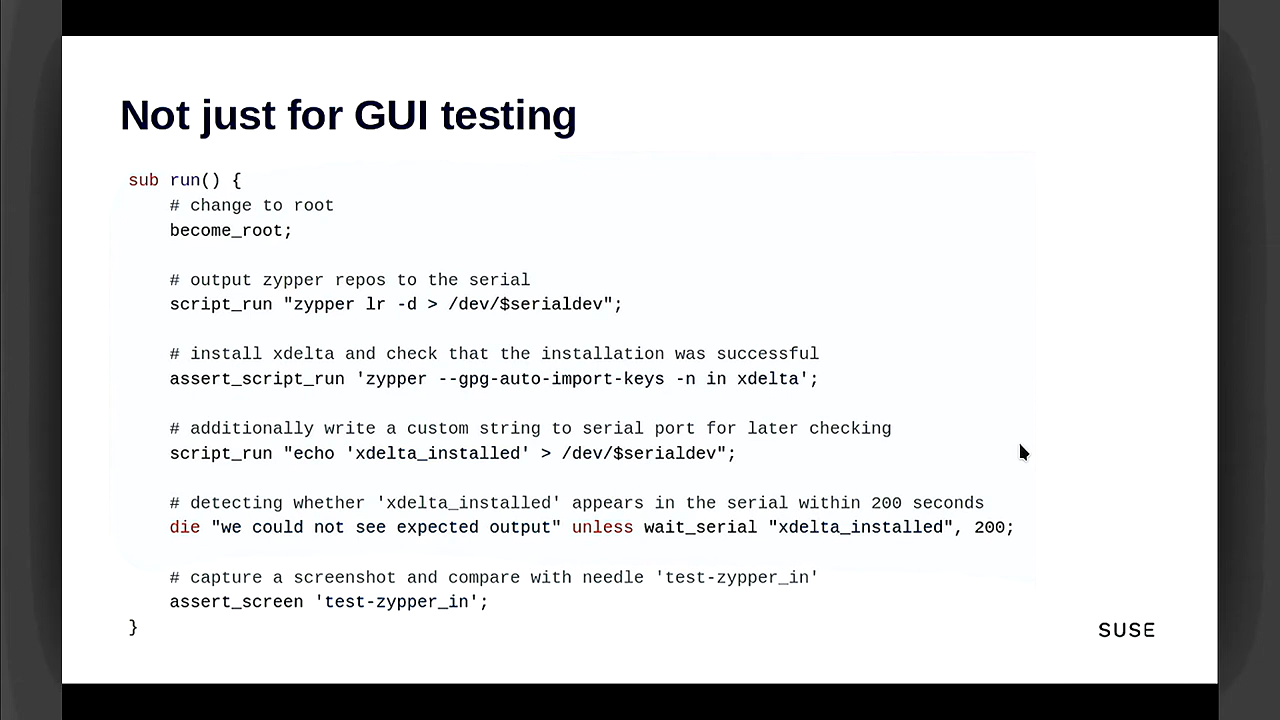 Not just for GUI testing
sub run() {
    # change to root
    become_root;
    # output zypper repos to the serial
    script_run "zypper lr -d > /dev/$serialdev";
    # install xdelta and check that the installation was successful
    assert_script_run 'zypper --gpg-auto-import-keys -n in xdelta';
    # additionally write a custom string to serial port for later checking
    script_run "echo 'xdelta_installed' > /dev/$serialdev";
    # detecting whether 'xdelta_installed' appears in the serial within 200 seconds
    die "we could not see expected output" unless wait_serial "xdelta_installed", 200;
    # capture a screenshot and compare with needle 'test-zypper_in'
    assert_screen 'test-zypper_in';
}
SUSE